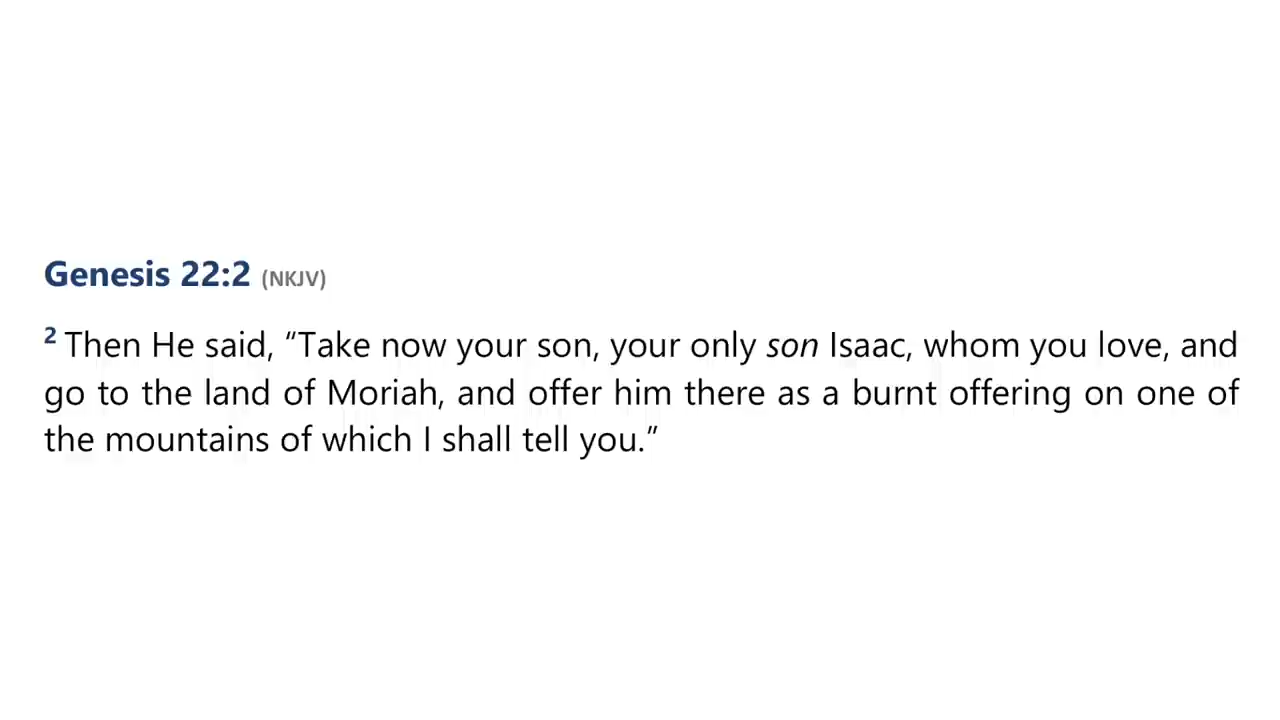 Genesis 22:2 (NKJV)
2 Then He said, “Take now your son, your only son Isaac, whom you love, and
go to the land of Moriah, and offer him there as a burnt offering on one of
the mountains of which I shall tell you.”